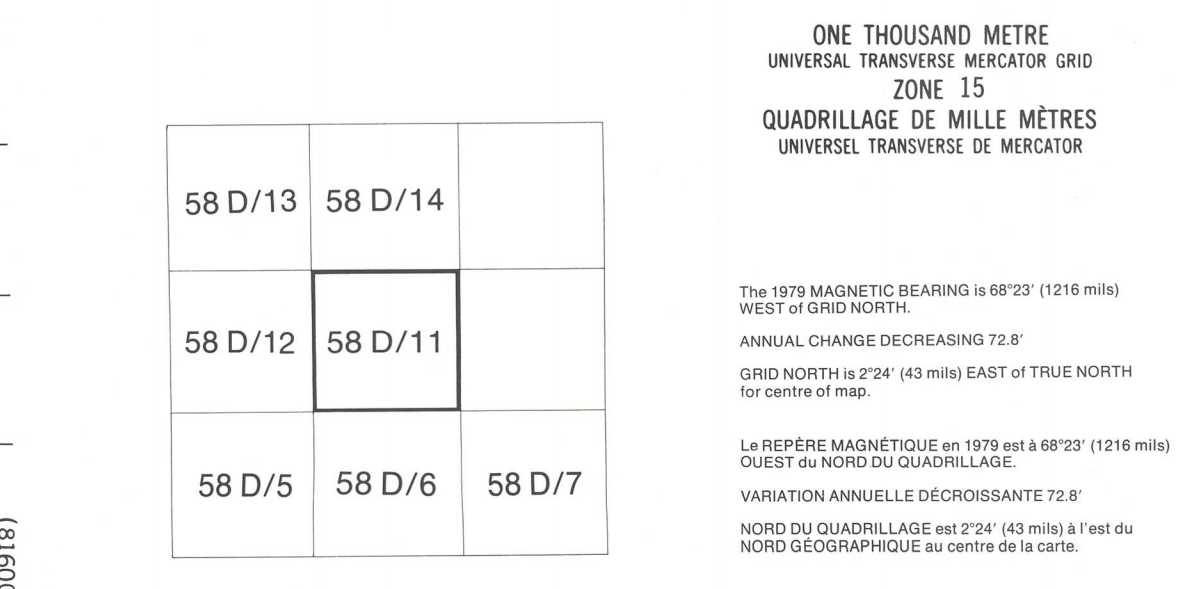 ONE THOUSAND METRE
UNIVERSAL TRANSVERSE MERCATOR GRID
ZONE 15
QUADRILLAGE DE MILLE MÈTRES
UNIVERSEL TRANSVERSE DE MERCATOR
58 D/13 58 D/14
58 D/12 58 D/11
58 D/5 58 D/6 58 D/7
The 1979 MAGNETIC BEARING is 68°23′ (1216 mils)
WEST of GRID NORTH.
ANNUAL CHANGE DECREASING 72.8′
GRID NORTH is 2°24′ (43 mils) EAST of TRUE NORTH
for centre of map.
Le REPÈRE MAGNÉTIQUE en 1979 est à 68°23′ (1216 mils)
OUEST du NORD DU QUADRILLAGE.
VARIATION ANNUELLE DÉCROISSANTE 72.8′
NORD DU QUADRILLAGE est 2°24′ (43 mils) à l'est du
NORD GÉOGRAPHIQUE au centre de la carte.